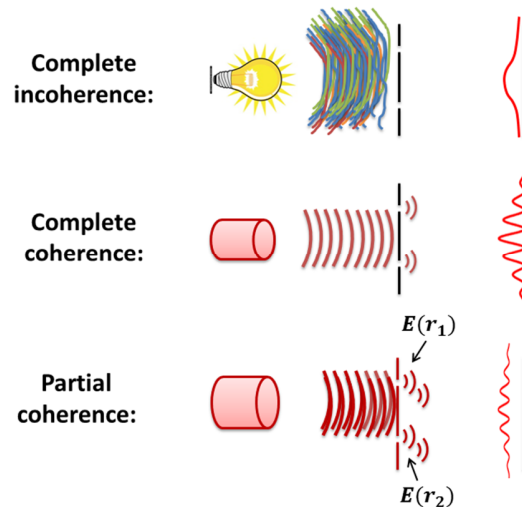 Complete
incoherence:
Complete
coherence:
E(r₁)
Partial
coherence:
E(r₂)